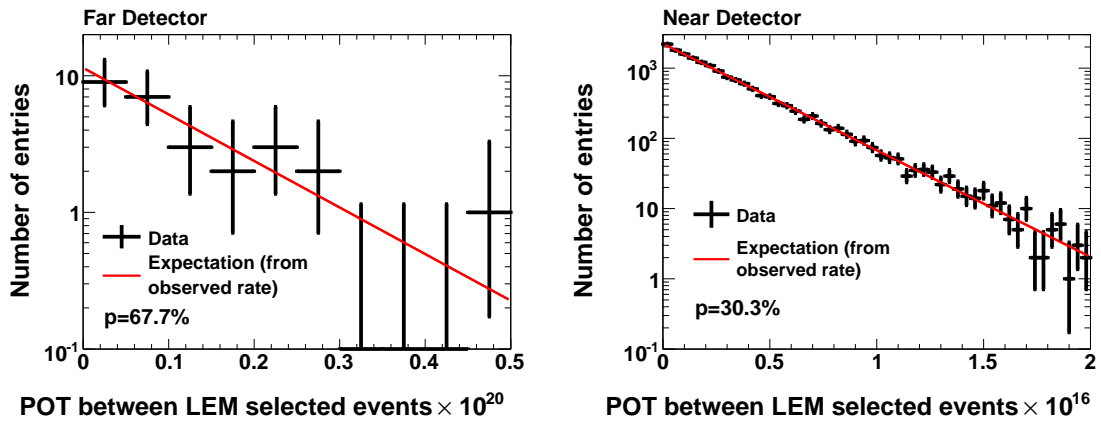 Far Detector
Number of entries
10
1
10-1
Data
Expectation (from
observed rate)
p=67.7%
0 0.1 0.2 0.3 0.4 0.5
POT between LEM selected events × 10^20
Near Detector
Number of entries
10^3
10^2
10
1
10^-1
Data
Expectation (from
observed rate)
p=30.3%
0 0.5 1 1.5 2
POT between LEM selected events × 10^16